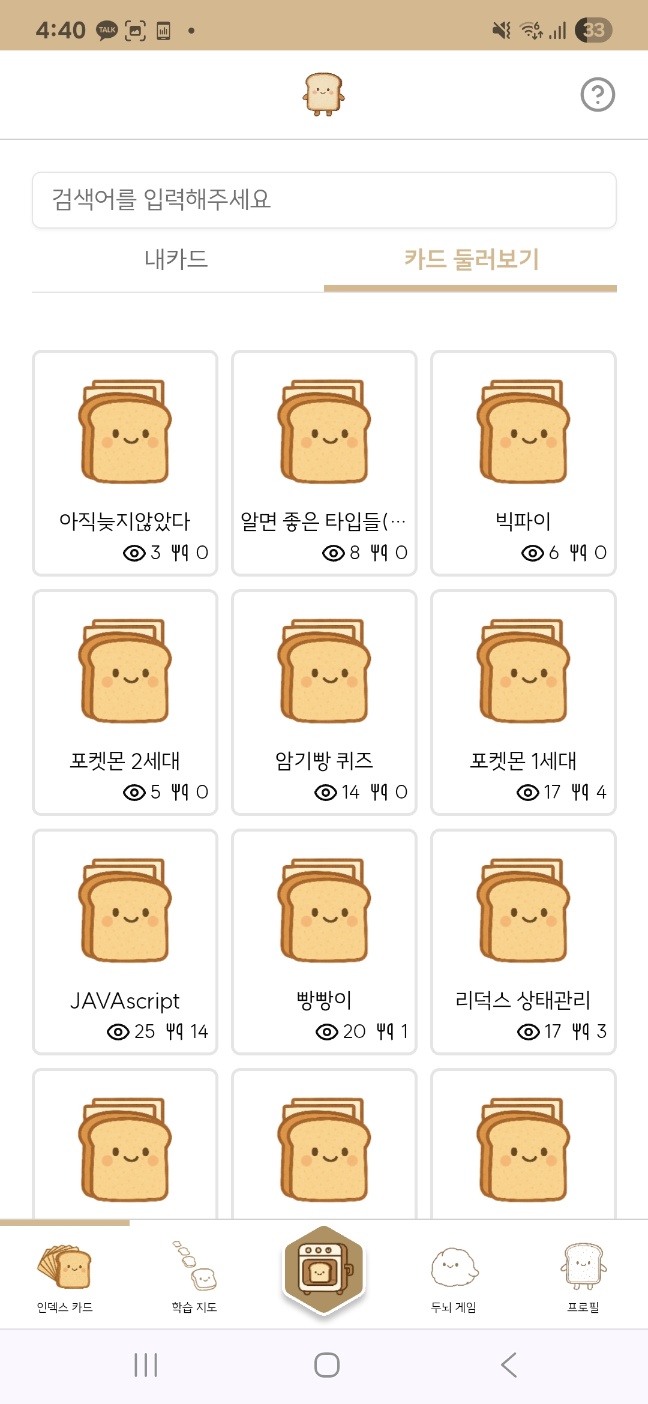 4:40 TALK 6 33
?
검색어를 입력해주세요
내카드 카드 둘러보기
아직늦지않았다 알면 좋은 타입들(⋯ 빅파이
3 0 8 0 6 0
포켓몬 2세대 암기빵 퀴즈 포켓몬 1세대
5 0 14 0 17 4
JAVAscript 빵빵이 리덕스 상태관리
25 14 20 1 17 3
인덱스 카드 학습 지도 두뇌 게임 프로필